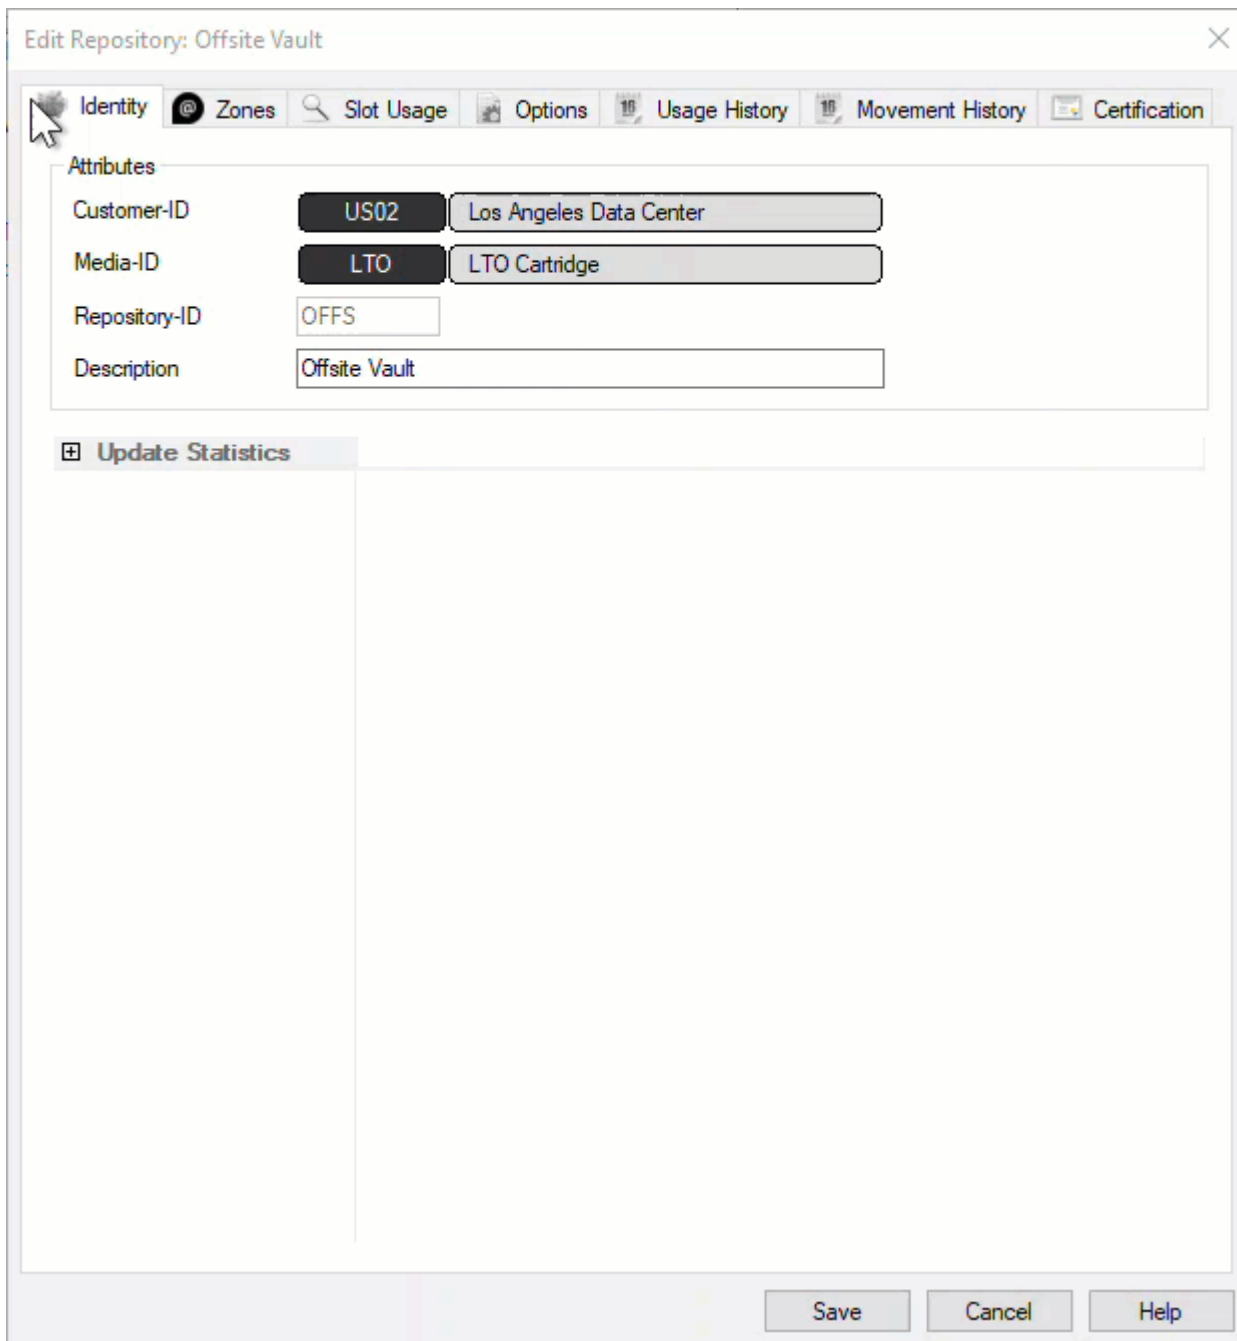 Edit Repository: Offsite Vault
Identity Zones Slot Usage Options Usage History Movement History Certification
Attributes
Customer-ID US02 Los Angeles Data Center
Media-ID LTO LTO Cartridge
Repository-ID OFFS
Description Offsite Vault
Update Statistics
Save Cancel Help